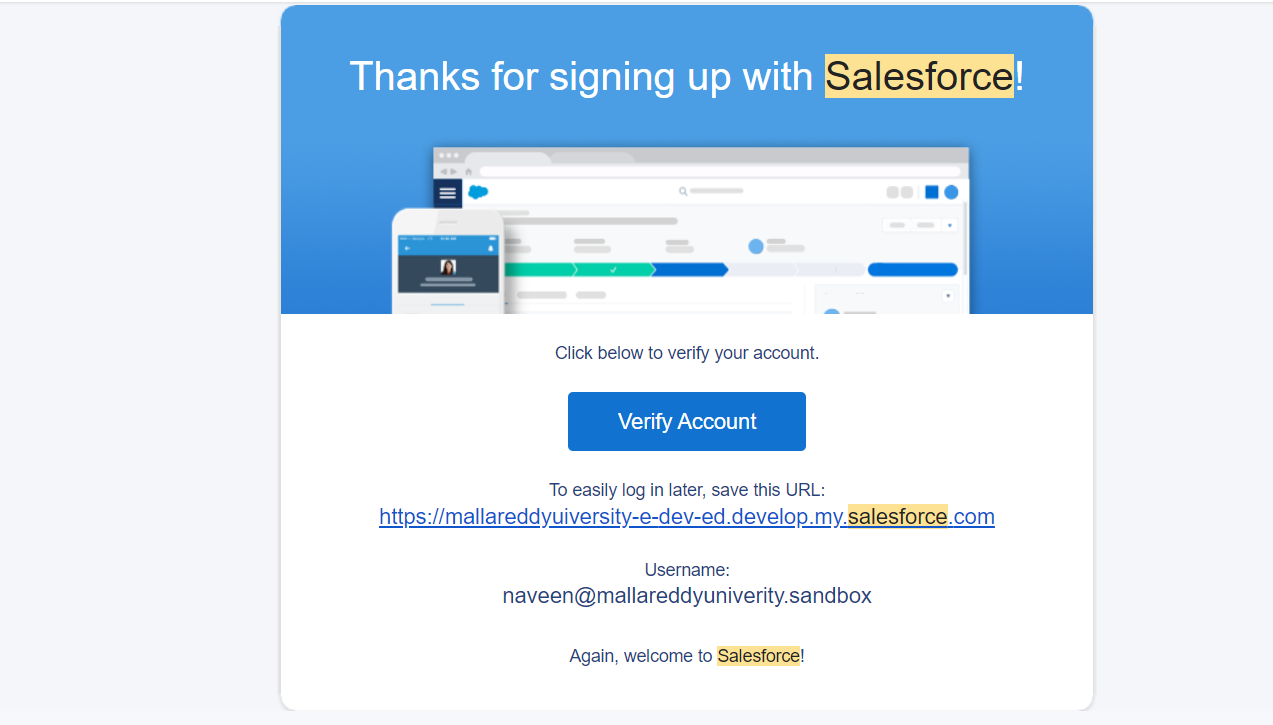 Thanks for signing up with Salesforce!
Click below to verify your account.
Verify Account
To easily log in later, save this URL:
https://mallareddyuiversity-e-dev-ed.develop.my.salesforce.com
Username:
naveen@mallareddyuniverity.sandbox
Again, welcome to Salesforce!